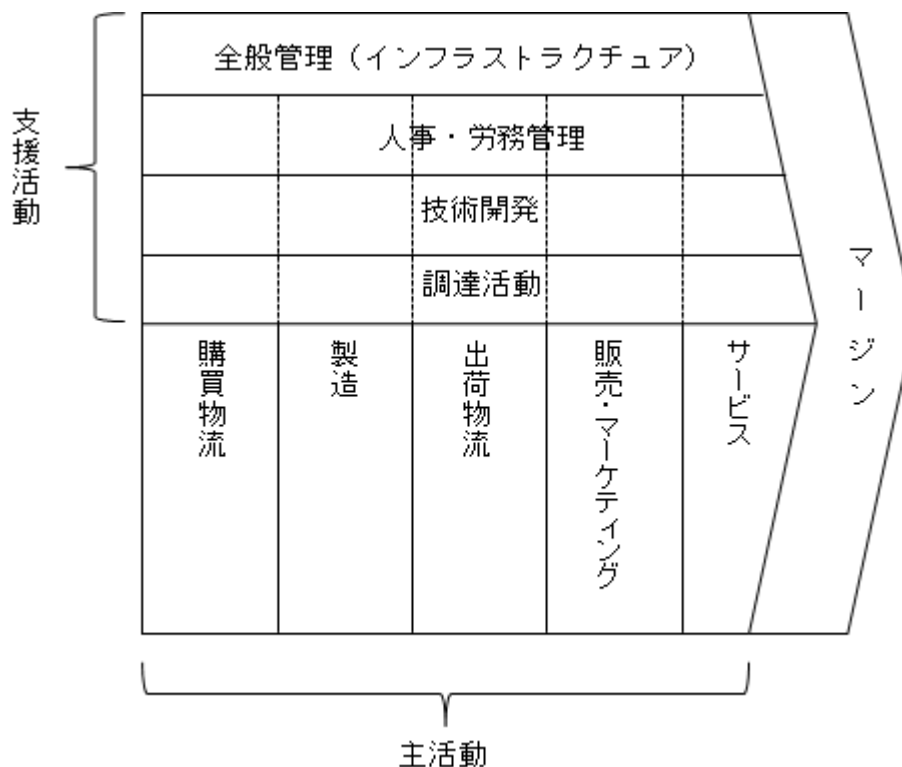 全般管理（インフラストラクチュア）
人事・労務管理
技術開発
調達活動
支援活動
購買物流
製造
出荷物流
販売・マーケティング
サービス
マージン
主活動